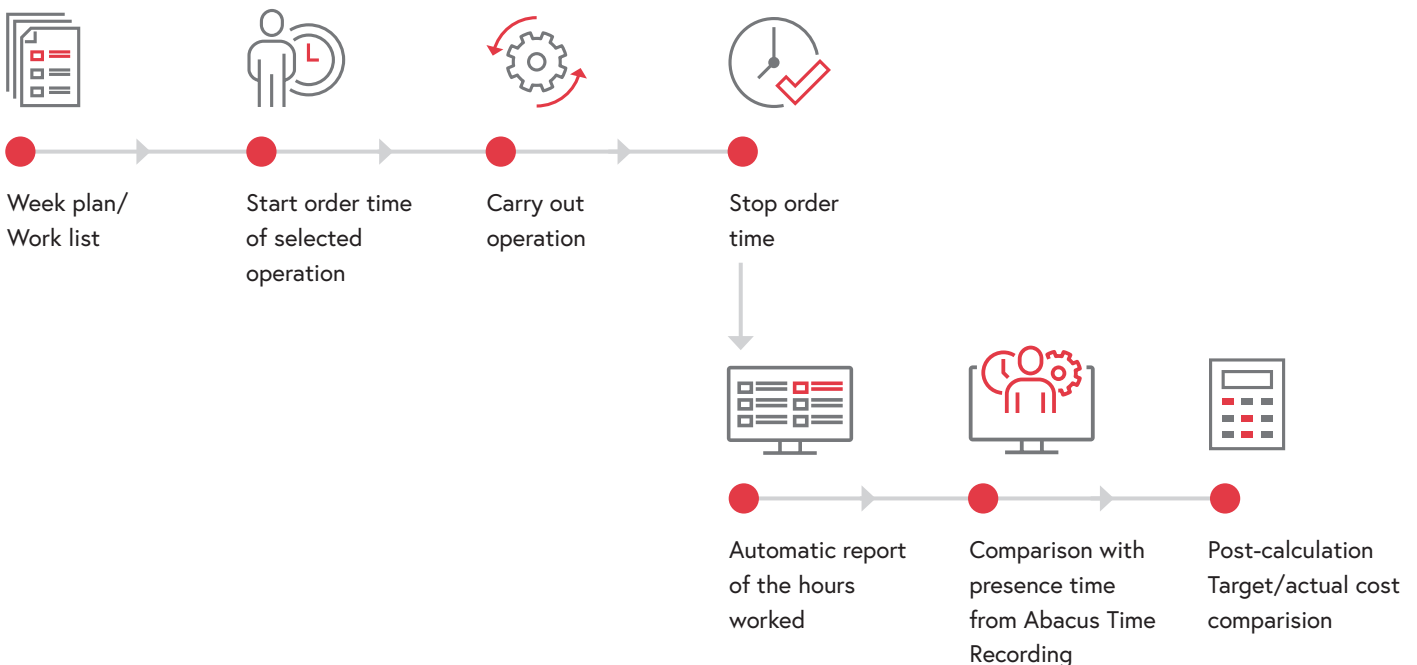 Week plan/
Work list
Start order time
of selected
operation
Carry out
operation
Stop order
time
Automatic report
of the hours
worked
Comparison with
presence time
from Abacus Time
Recording
Post-calculation
Target/actual cost
comparision